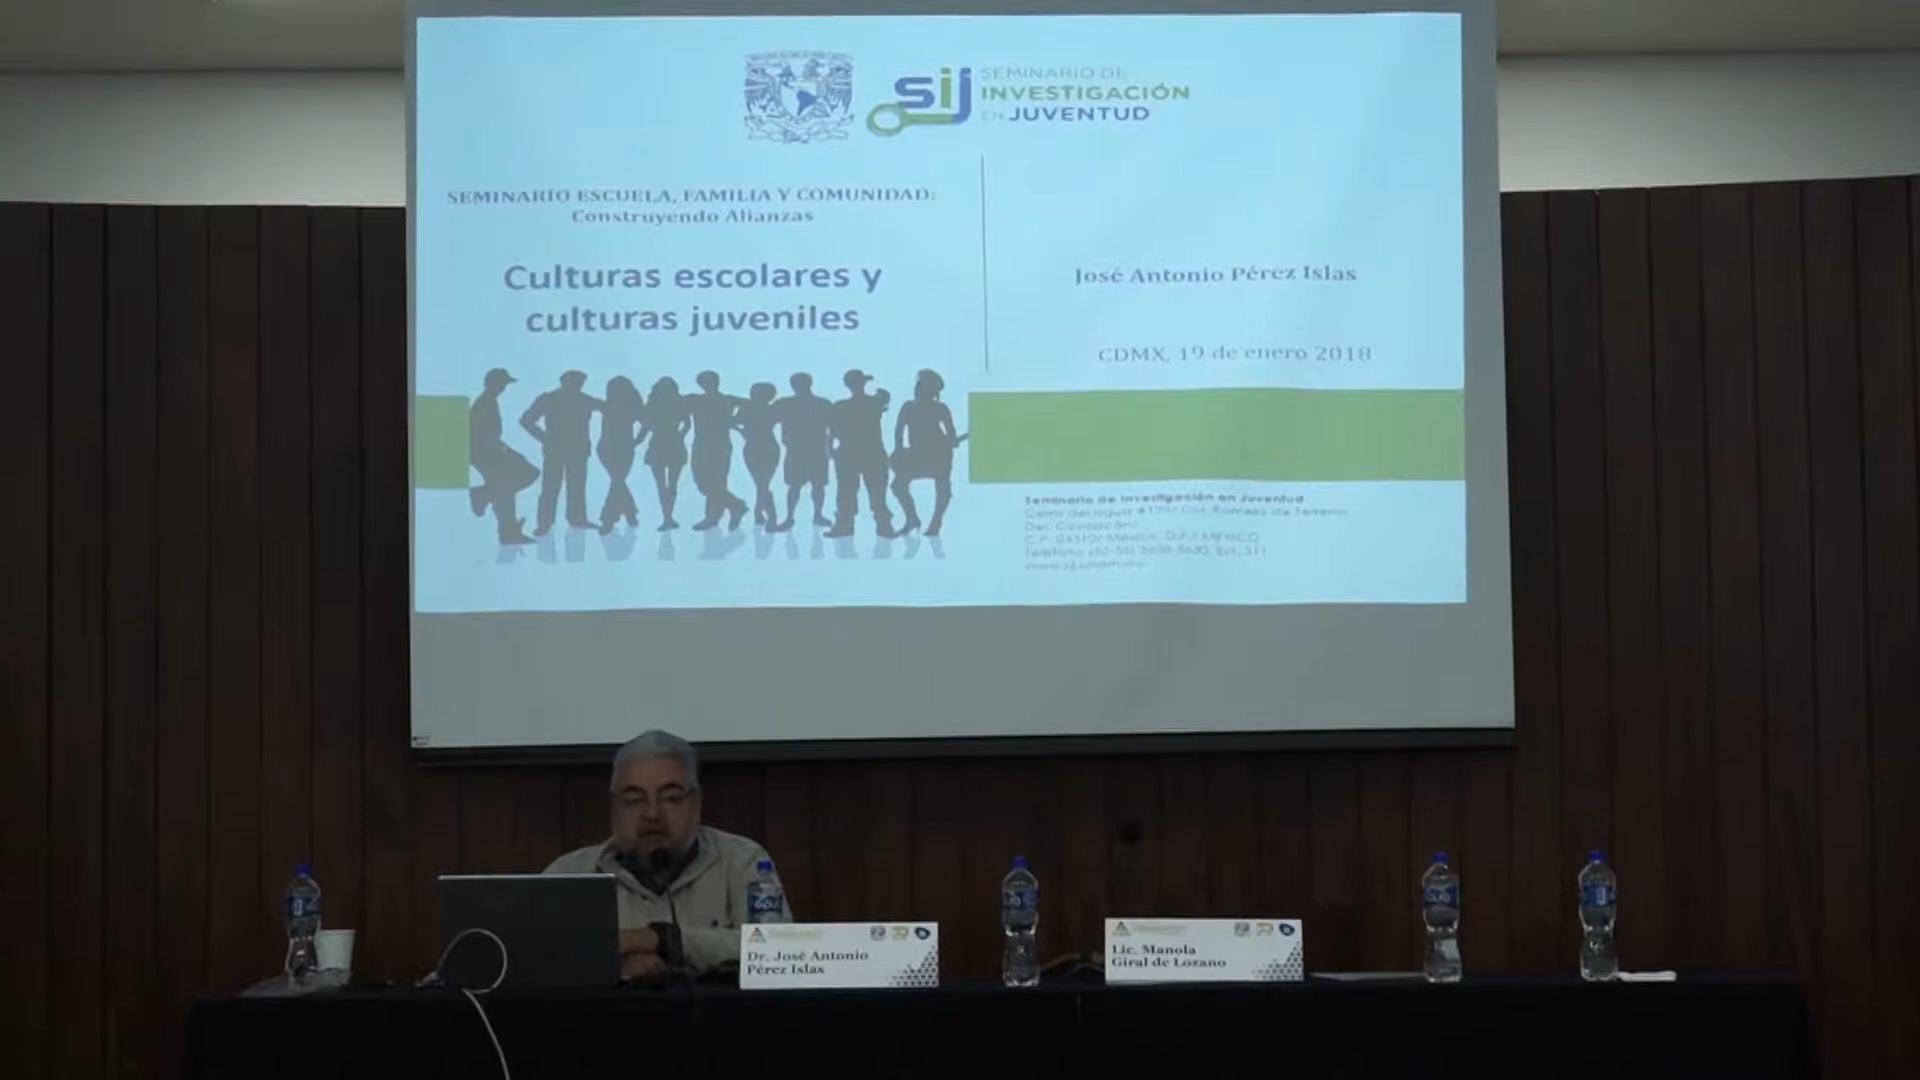 sij
SEMINARIO DE
INVESTIGACIÓN
EN JUVENTUD
SEMINARIO ESCUELA, FAMILIA Y COMUNIDAD:
Construyendo Alianzas
Culturas escolares y
culturas juveniles
José Antonio Pérez Islas
CDMX, 19 de enero 2018
Seminario de Investigación en Juventud
Dr. José Antonio
Pérez Islas
Lic. Manola
Giral de Lozano